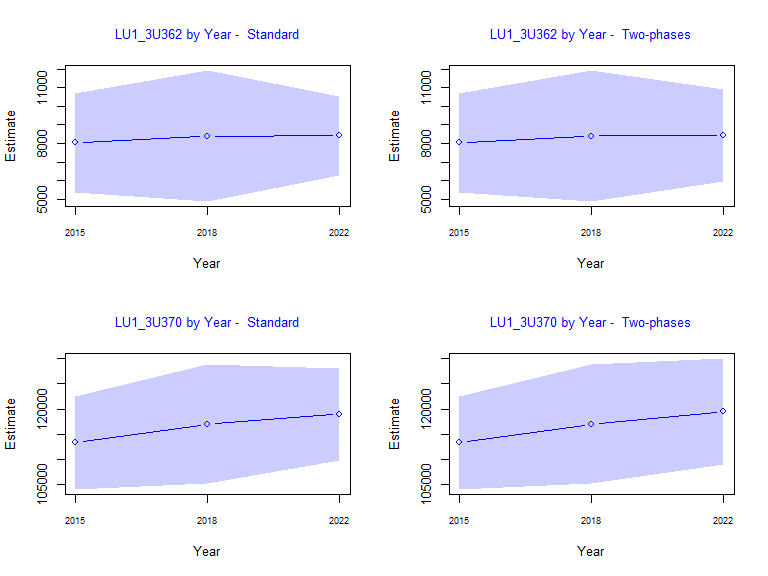 LU1_3U362 by Year -  Standard
Estimate
11000
8000
5000
2015
2018
2022
Year
LU1_3U362 by Year -  Two-phases
Estimate
11000
8000
5000
2015
2018
2022
Year
LU1_3U370 by Year -  Standard
Estimate
120000
105000
2015
2018
2022
Year
LU1_3U370 by Year -  Two-phases
Estimate
120000
105000
2015
2018
2022
Year